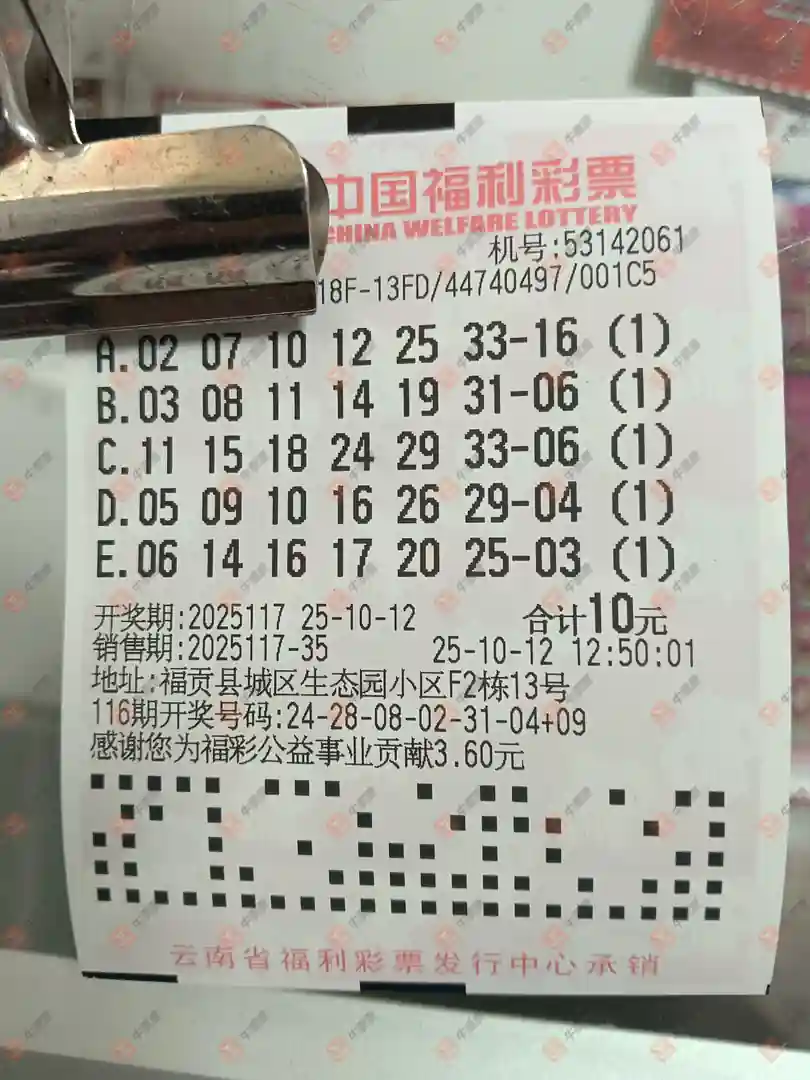 中国福利彩票
CHINA WELFARE LOTTERY
机号:53142061
18F-13FD/44740497/001C5
A.02 07 10 12 25 33-16 (1)
B.03 08 11 14 19 31-06 (1)
C.11 15 18 24 29 33-06 (1)
D.05 09 10 16 26 29-04 (1)
E.06 14 16 17 20 25-03 (1)
开奖期:2025117 25-10-12 合计10元
销售期:2025117-35 25-10-12 12:50:01
地址:福贡县城区生态园小区F2栋13号
116期开奖号码:24-28-08-02-31-04+09
感谢您为福彩公益事业贡献3.60元
云南省福利彩票发行中心承销